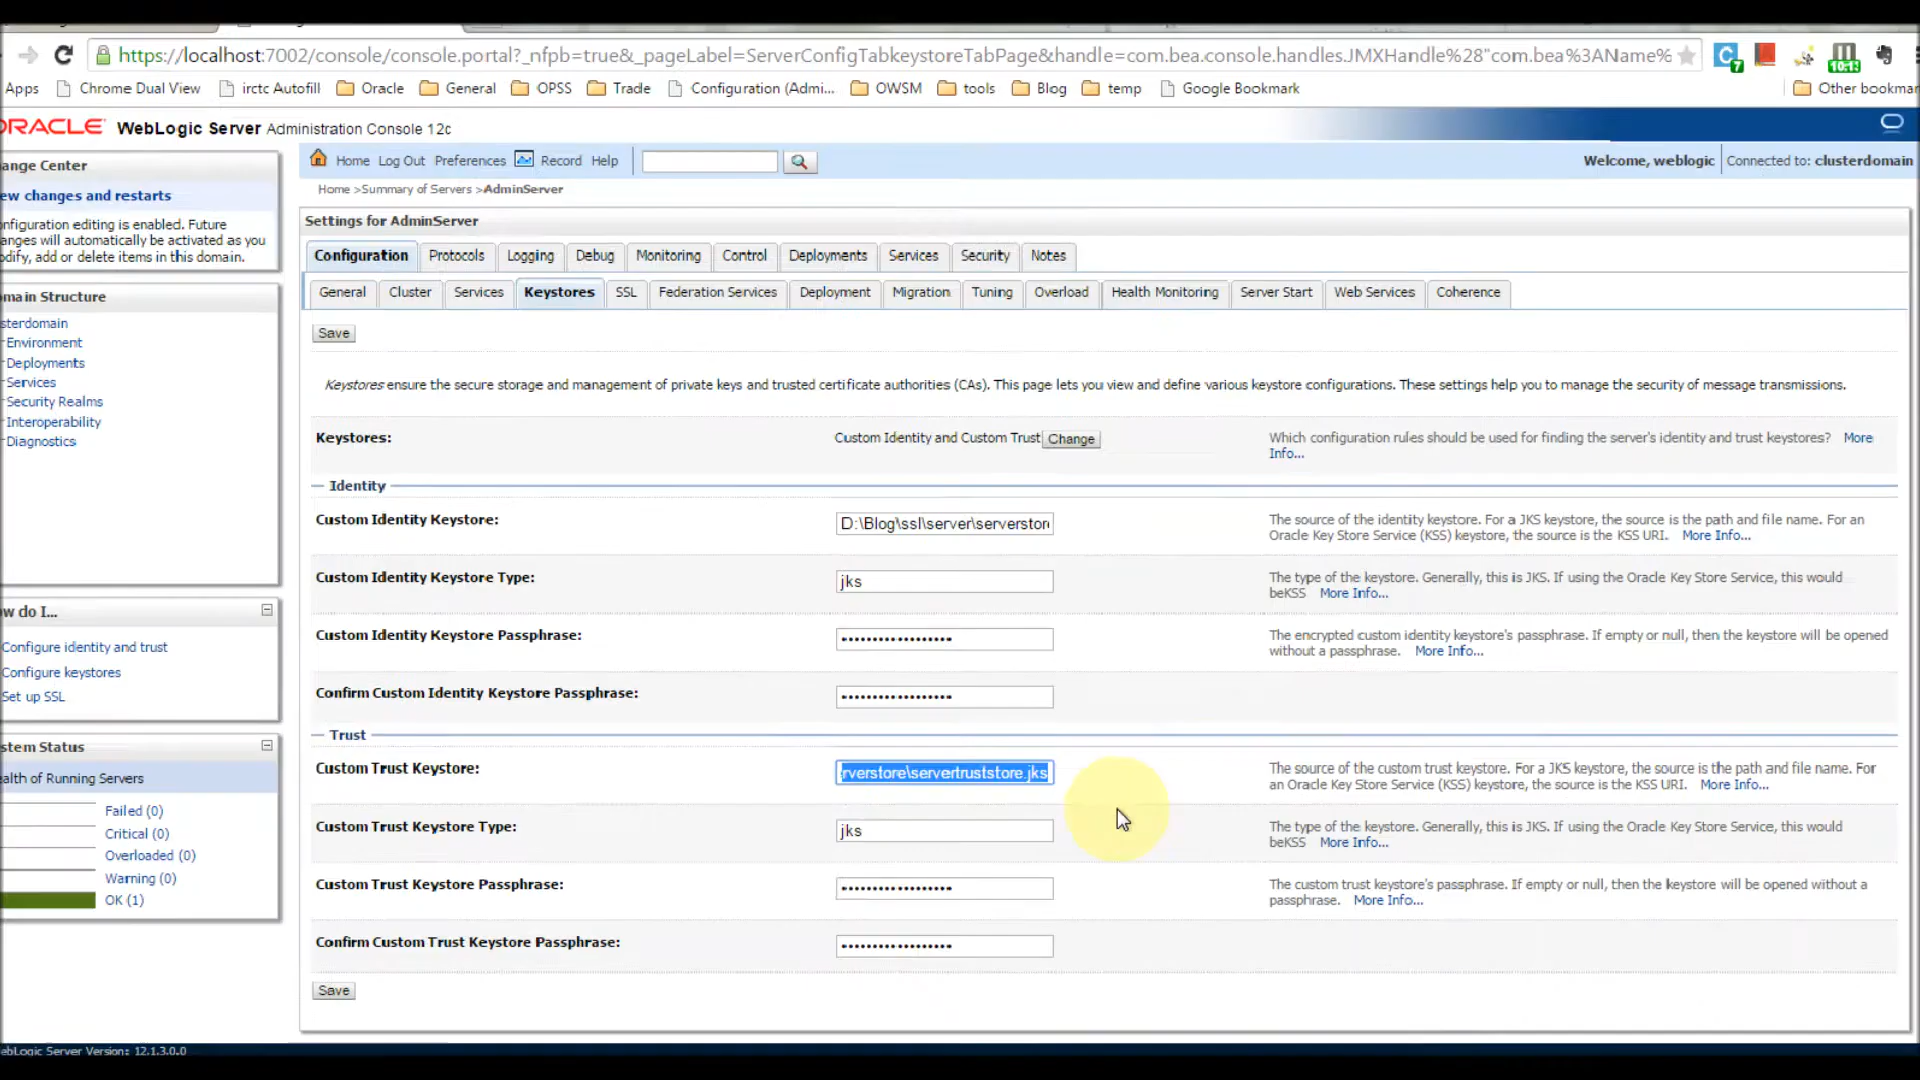 https://localhost:7002/console/console.portal?_nfpb=true&_pageLabel=ServerConfigTabkeystoreTabPage&handle=com.bea.console.handles.JMXHandle%28"com.bea%3AName%
7
10:1
Apps Chrome Dual View irctc Autofill Oracle General OPSS Trade Configuration (Admi... OWSM tools Blog temp Google Bookmark Other bookmar
ORACLE WebLogic Server Administration Console 12c
ange Center
ew changes and restarts
nfiguration editing is enabled. Future
anges will automatically be activated as you
odify, add or delete items in this domain.
main Structure
sterdomain
Environment
Deployments
Services
Security Realms
Interoperability
Diagnostics
ow do I...
Configure identity and trust
Configure keystores
Set up SSL
stem Status
alth of Running Servers
Failed (0)
Critical (0)
Overloaded (0)
Warning (0)
OK (1)
Home Log Out Preferences Record Help
Welcome, weblogic Connected to: clusterdomain
Home >Summary of Servers >AdminServer
Settings for AdminServer
Configuration Protocols Logging Debug Monitoring Control Deployments Services Security Notes
General Cluster Services Keystores SSL Federation Services Deployment Migration Tuning Overload Health Monitoring Server Start Web Services Coherence
Save
Keystores ensure the secure storage and management of private keys and trusted certificate authorities (CAs). This page lets you view and define various keystore configurations. These settings help you to manage the security of message transmissions.
Keystores: Custom Identity and Custom Trust Change
Which configuration rules should be used for finding the server's identity and trust keystores? More
Info...
Identity
Custom Identity Keystore: D:\Blog\ssl\server\serverstore
The source of the identity keystore. For a JKS keystore, the source is the path and file name. For an
Oracle Key Store Service (KSS) keystore, the source is the KSS URI. More Info...
Custom Identity Keystore Type: jks
The type of the keystore. Generally, this is JKS. If using the Oracle Key Store Service, this would
beKSS More Info...
Custom Identity Keystore Passphrase: ••••••••••••••••••
The encrypted custom identity keystore's passphrase. If empty or null, then the keystore will be opened
without a passphrase. More Info...
Confirm Custom Identity Keystore Passphrase: ••••••••••••••••••
Trust
Custom Trust Keystore: rverstore\servertruststore.jks
The source of the custom trust keystore. For a JKS keystore, the source is the path and file name. For
an Oracle Key Store Service (KSS) keystore, the source is the KSS URI. More Info...
Custom Trust Keystore Type: jks
The type of the keystore. Generally, this is JKS. If using the Oracle Key Store Service, this would
beKSS More Info...
Custom Trust Keystore Passphrase: ••••••••••••••••••
The custom trust keystore's passphrase. If empty or null, then the keystore will be opened without a
passphrase. More Info...
Confirm Custom Trust Keystore Passphrase: ••••••••••••••••••
Save
ebLogic Server Version: 12.1.3.0.0